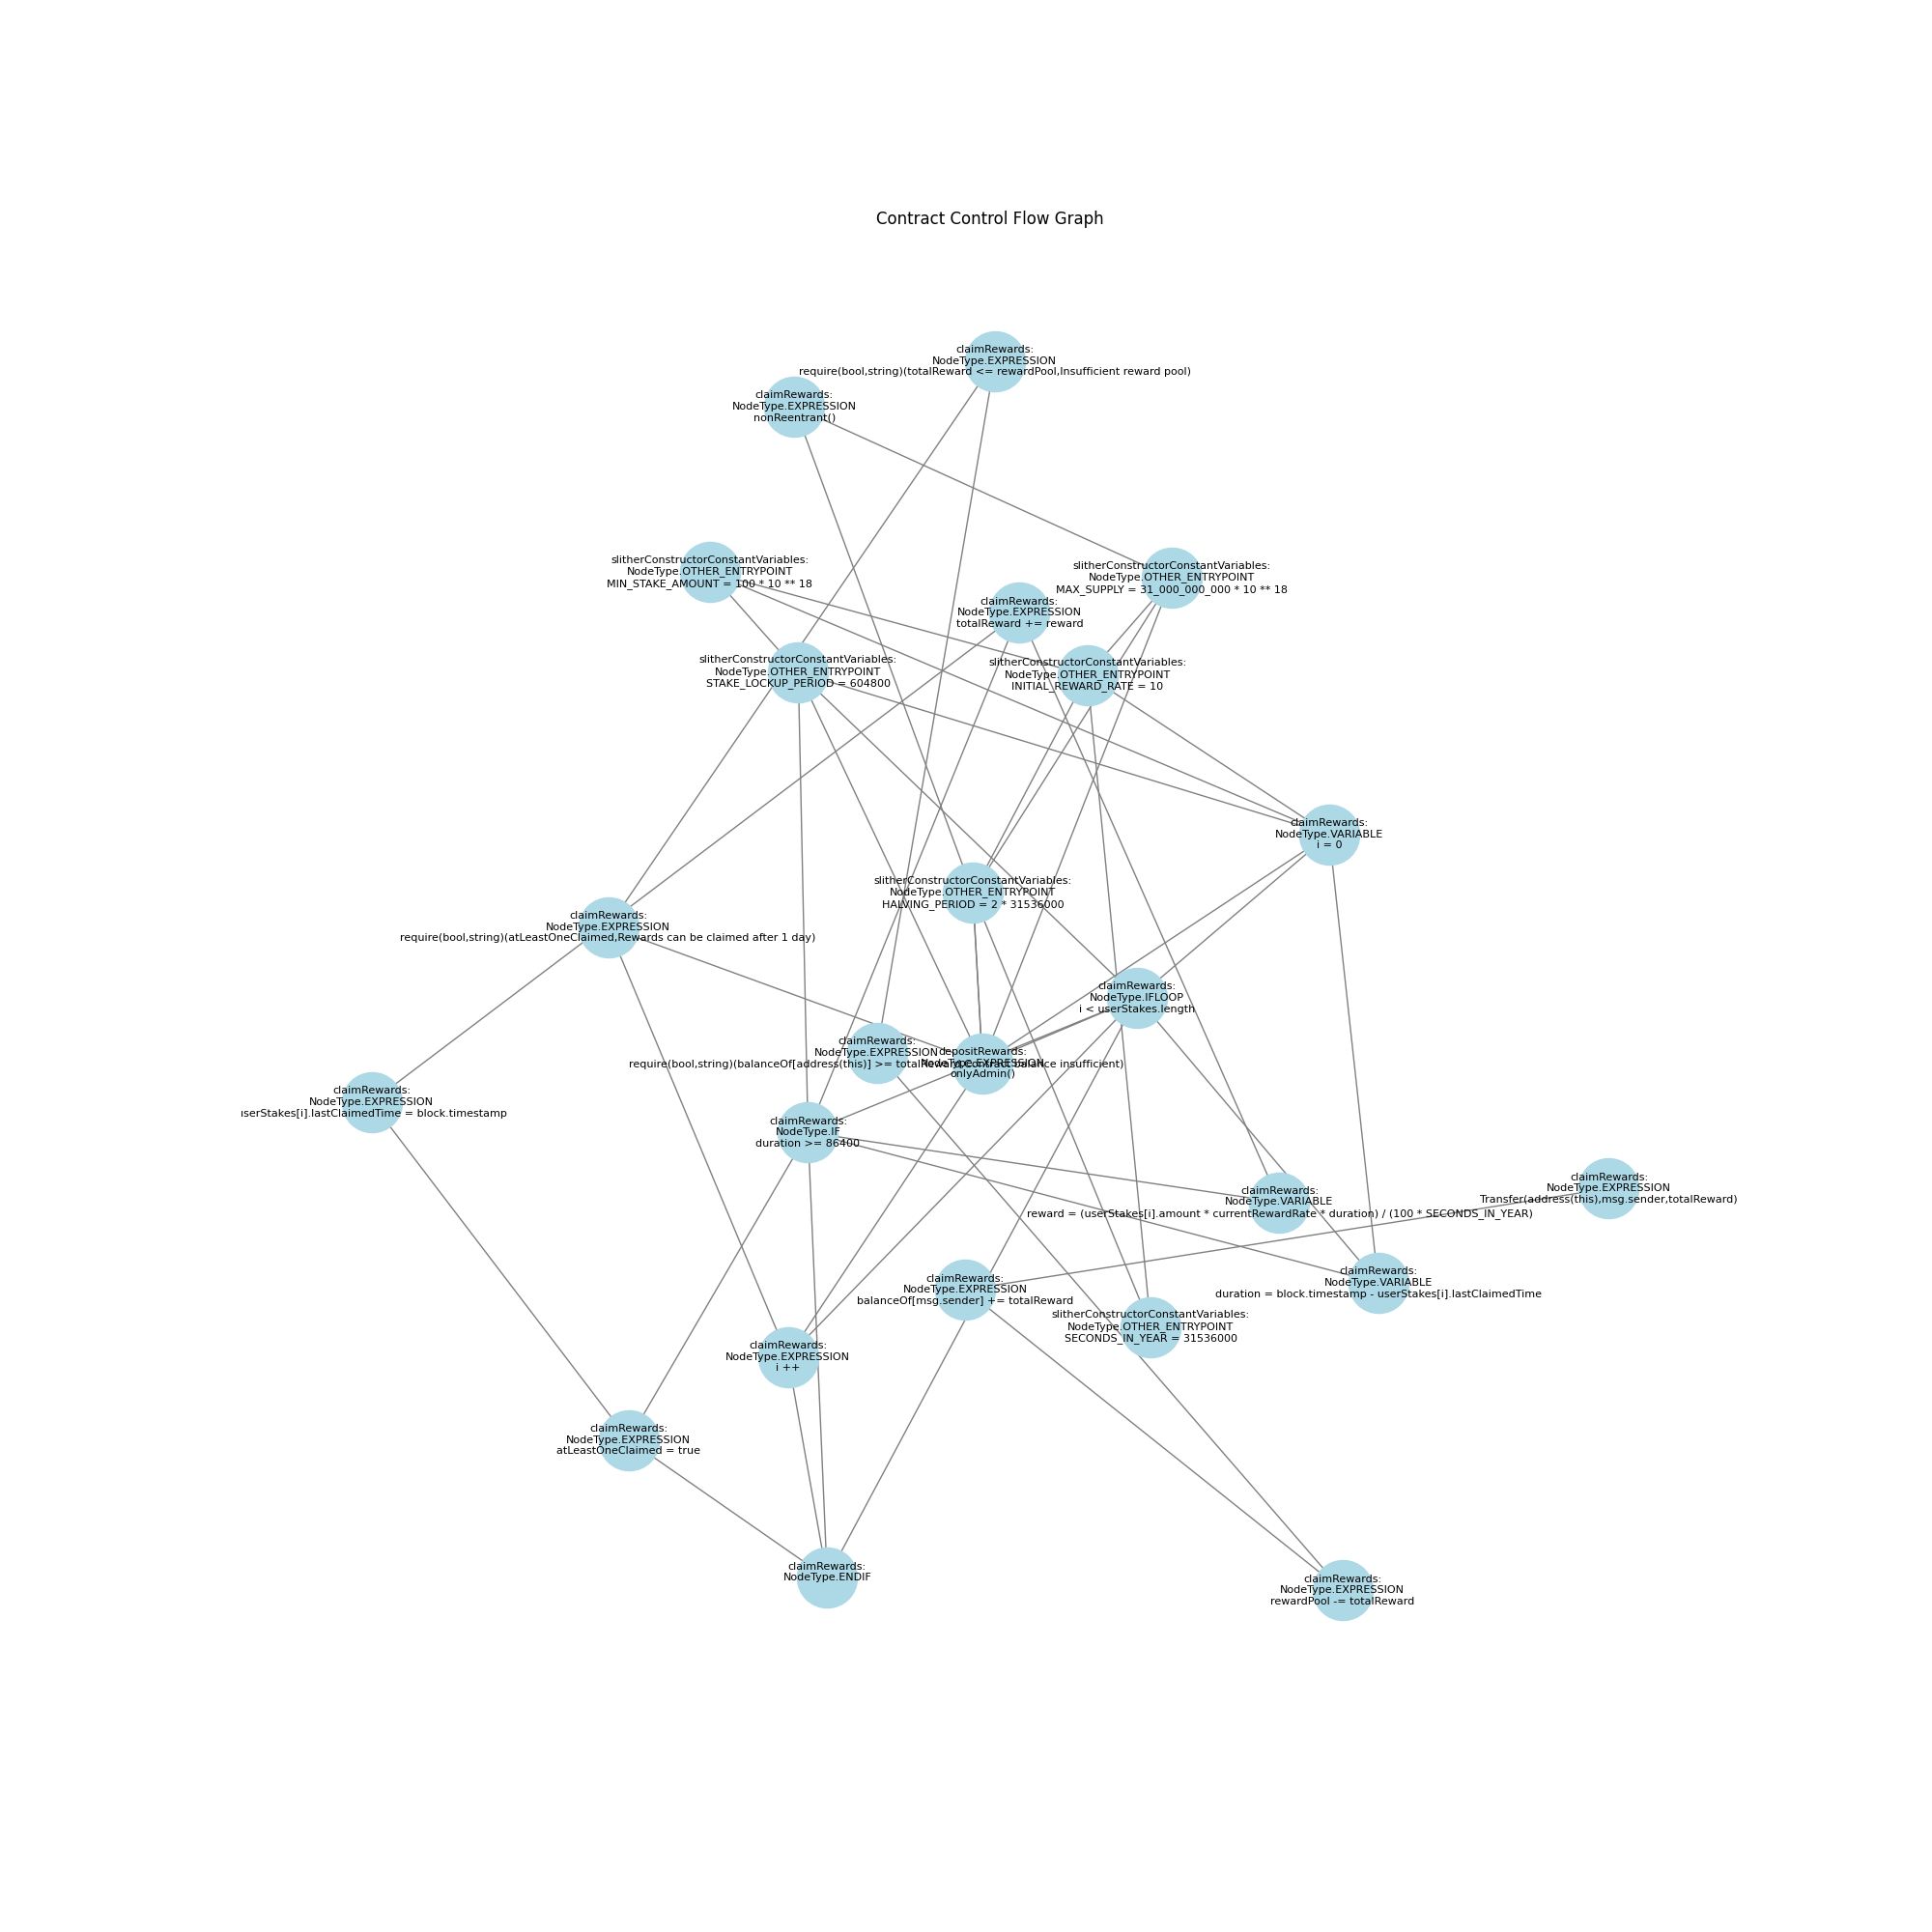 Contract Control Flow Graph
claimRewards:
NodeType.EXPRESSION
require(bool,string)(totalReward <= rewardPool,Insufficient reward pool)
claimRewards:
NodeType.EXPRESSION
nonReentrant()
slitherConstructorConstantVariables:
NodeType.OTHER_ENTRYPOINT
MIN_STAKE_AMOUNT = 100 * 10 ** 18
slitherConstructorConstantVariables:
NodeType.OTHER_ENTRYPOINT
MAX_SUPPLY = 31_000_000_000 * 10 ** 18
claimRewards:
NodeType.EXPRESSION
totalReward += reward
slitherConstructorConstantVariables:
NodeType.OTHER_ENTRYPOINT
STAKE_LOCKUP_PERIOD = 604800
slitherConstructorConstantVariables:
NodeType.OTHER_ENTRYPOINT
INITIAL_REWARD_RATE = 10
claimRewards:
NodeType.VARIABLE
i = 0
slitherConstructorConstantVariables:
NodeType.OTHER_ENTRYPOINT
HALVING_PERIOD = 2 * 31536000
claimRewards:
NodeType.EXPRESSION
require(bool,string)(atLeastOneClaimed,Rewards can be claimed after 1 day)
claimRewards:
NodeType.IFLOOP
i < userStakes.length
claimRewards:
NodeType.EXPRESSION
require(bool,string)(balanceOf[address(this)] >= totalReward,Contract balance insufficient)
depositRewards:
NodeType.EXPRESSION
onlyAdmin()
claimRewards:
NodeType.EXPRESSION
userStakes[i].lastClaimedTime = block.timestamp
claimRewards:
NodeType.IF
duration >= 86400
claimRewards:
NodeType.EXPRESSION
Transfer(address(this),msg.sender,totalReward)
claimRewards:
NodeType.VARIABLE
reward = (userStakes[i].amount * currentRewardRate * duration) / (100 * SECONDS_IN_YEAR)
claimRewards:
NodeType.VARIABLE
duration = block.timestamp - userStakes[i].lastClaimedTime
claimRewards:
NodeType.EXPRESSION
balanceOf[msg.sender] += totalReward
slitherConstructorConstantVariables:
NodeType.OTHER_ENTRYPOINT
SECONDS_IN_YEAR = 31536000
claimRewards:
NodeType.EXPRESSION
i ++
claimRewards:
NodeType.EXPRESSION
atLeastOneClaimed = true
claimRewards:
NodeType.ENDIF
claimRewards:
NodeType.EXPRESSION
rewardPool -= totalReward